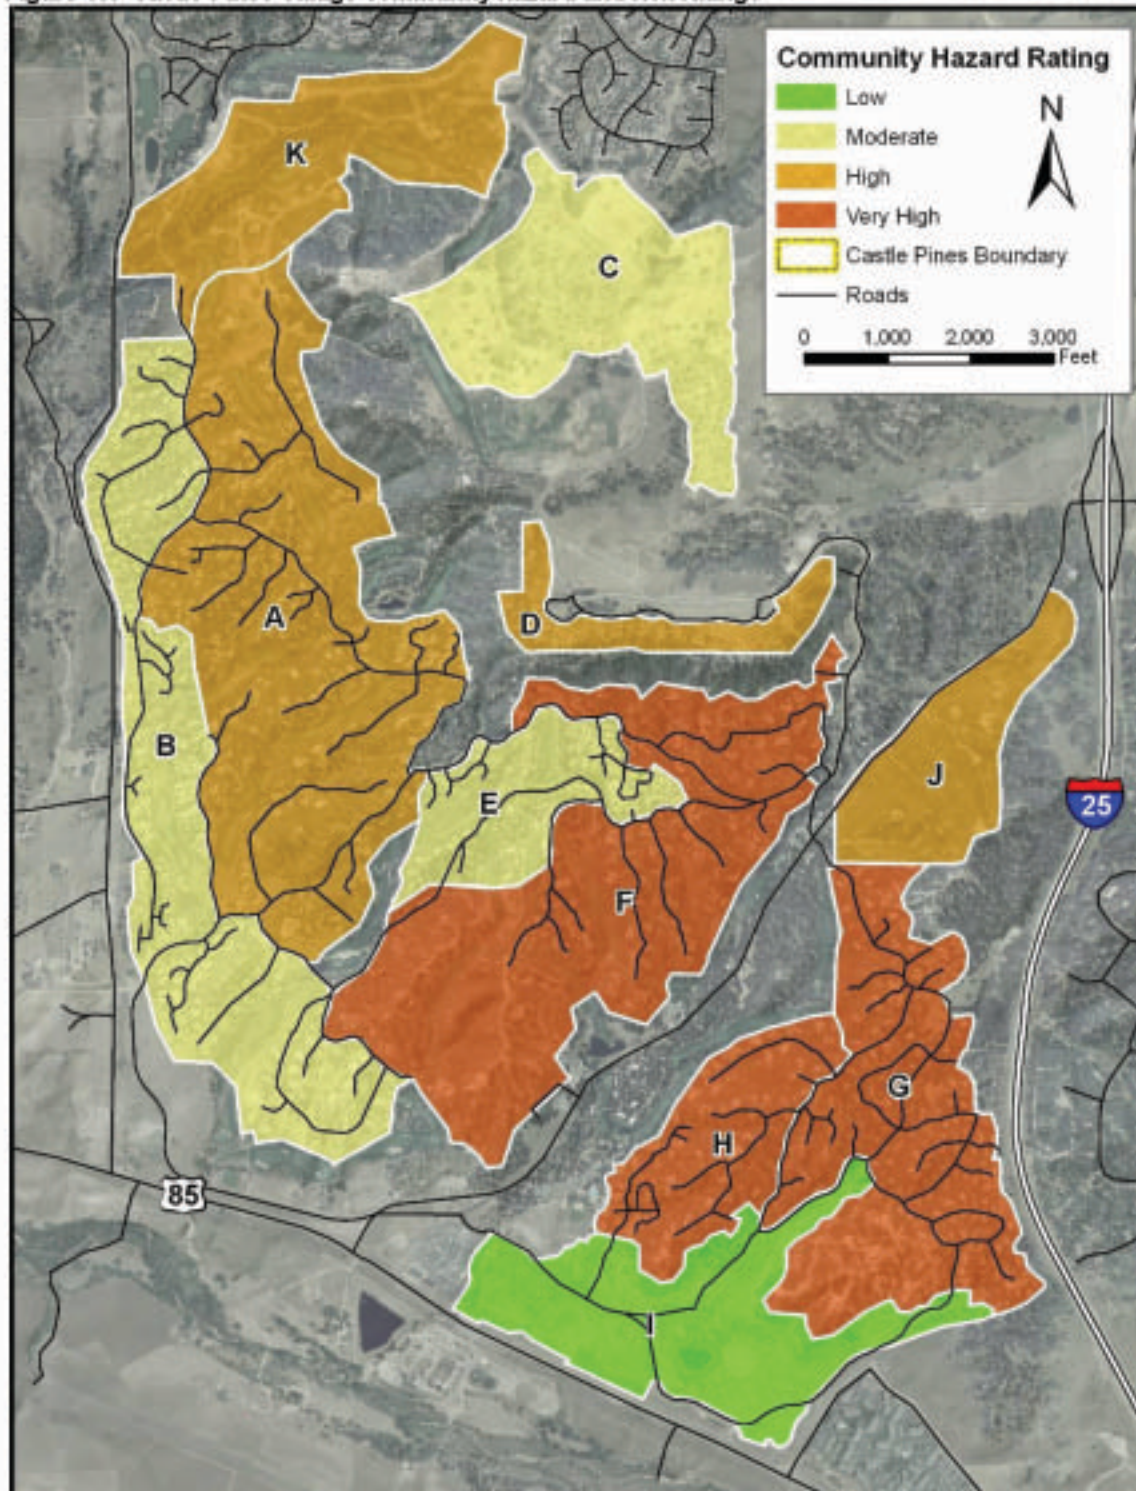 Community Hazard Rating
Low
Moderate
High
Very High
Castle Pines Boundary
Roads
N
0 1,000 2,000 3,000
Feet
K
C
A
D
B
J
E
25
F
G
H
85
I